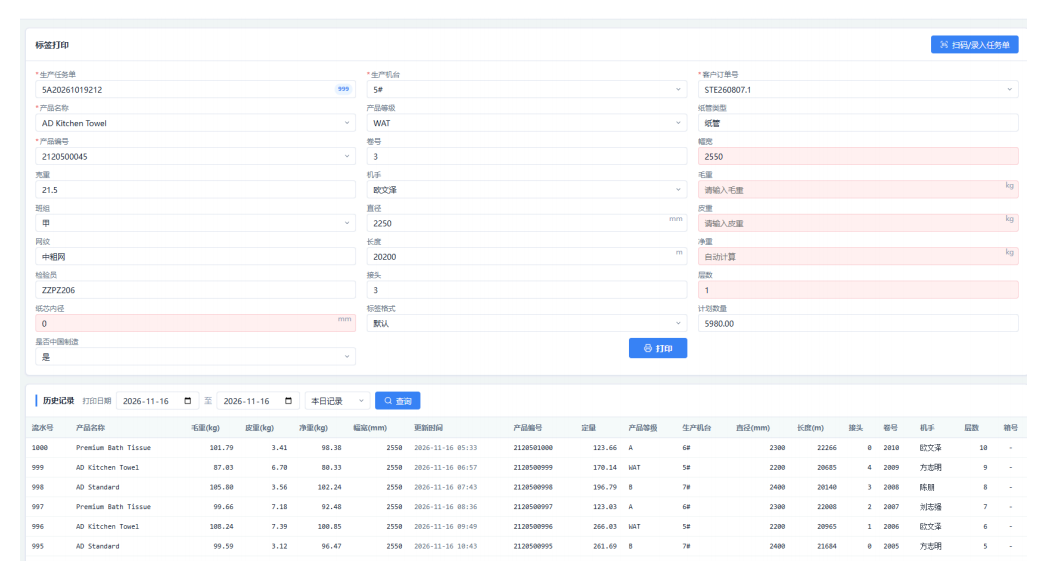 标签打印
扫码/录入任务单
*生产任务单 *生产机台 *客户订单号
5A20261019212 999 5# STE260807.1
*产品名称 产品等级 纸管类型
AD Kitchen Towel WAT 纸管
*产品编号 卷号 幅宽
2120500045 3 2550
克重 机手 毛重
21.5 欧文泽 请输入毛重 kg
班组 直径 皮重
甲 2250 mm 请输入皮重 kg
网纹 长度 净重
中粗网 20200 m 自动计算 kg
检验员 接头 层数
ZZPZ206 3 1
纸芯内径 标签格式 计划数量
0 mm 默认 5980.00
是否中国制造
是 打印
历史记录 打印日期 2026-11-16 至 2026-11-16 本日记录 查询
流水号 产品名称 毛重(kg) 皮重(kg) 净重(kg) 幅宽(mm) 更新时间 产品编号 定量 产品等级 生产机台 直径(mm) 长度(m) 接头 卷号 机手 层数 箱号
1000 Premium Bath Tissue 101.79 3.41 98.38 2550 2026-11-16 05:33 2120501000 123.66 A 6# 2300 22266 0 2010 欧文泽 10 -
999 AD Kitchen Towel 87.03 6.70 80.33 2550 2026-11-16 06:57 2120500999 170.14 WAT 5# 2200 20685 4 2009 方志明 9 -
998 AD Standard 105.80 3.56 102.24 2550 2026-11-16 07:43 2120500998 196.79 B 7# 2400 20140 3 2008 陈丽 8 -
997 Premium Bath Tissue 99.66 7.18 92.48 2550 2026-11-16 08:36 2120500997 123.03 A 6# 2300 22008 2 2007 刘志强 7 -
996 AD Kitchen Towel 108.24 7.39 100.85 2550 2026-11-16 09:49 2120500996 266.03 WAT 5# 2200 20965 1 2006 欧文泽 6 -
995 AD Standard 99.59 3.12 96.47 2550 2026-11-16 10:43 2120500995 261.69 B 7# 2400 21684 0 2005 方志明 5 -